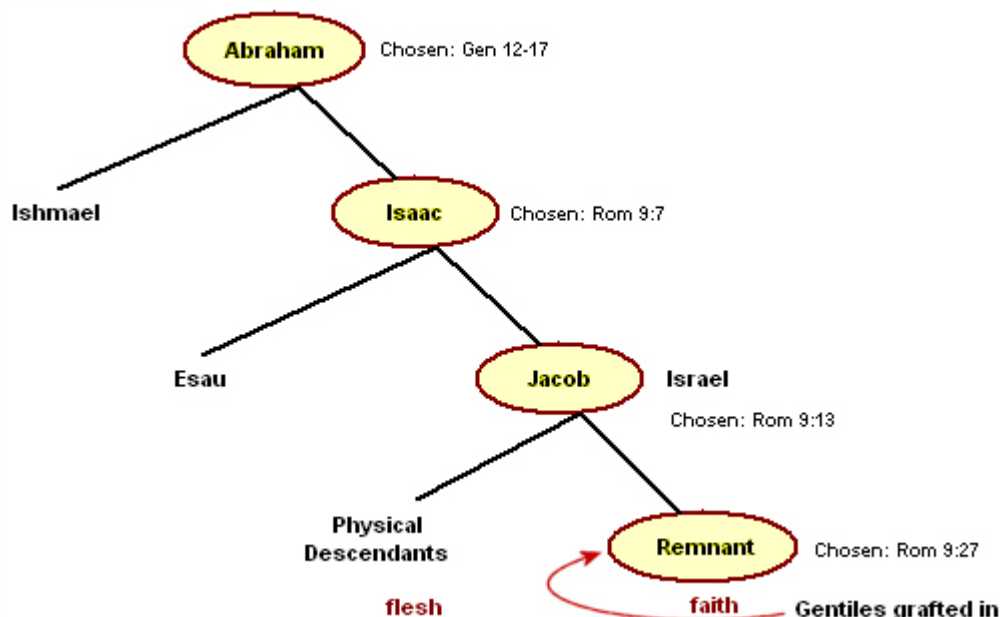 Abraham
Chosen: Gen 12-17
Ishmael
Isaac
Chosen: Rom 9:7
Esau
Jacob
Israel
Chosen: Rom 9:13
Physical
Descendants
Remnant
Chosen: Rom 9:27
flesh
faith
Gentiles grafted in